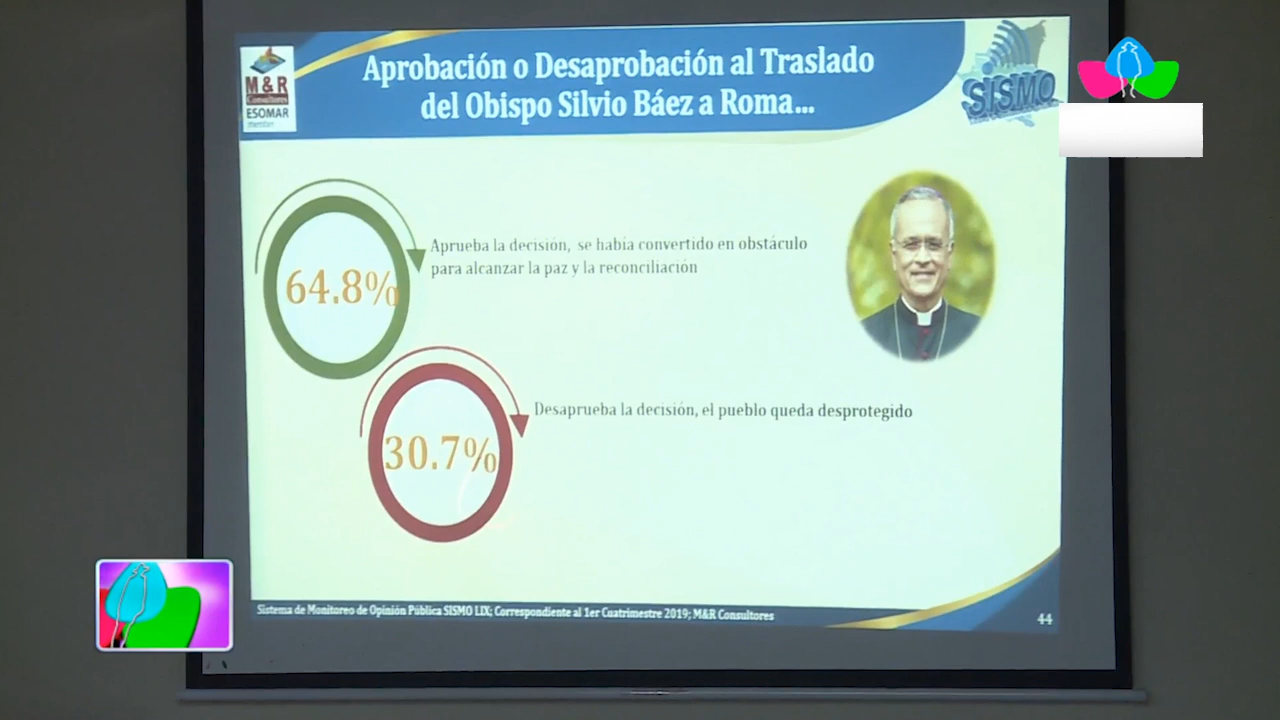 Aprobación o Desaprobación al Traslado
del Obispo Silvio Báez a Roma...
M&R
Consultores
ESOMAR
member
SISMO
64.8%
Aprueba la decisión, se había convertido en obstáculo
para alcanzar la paz y la reconciliación
30.7%
Desaprueba la decisión, el pueblo queda desprotegido
Sistema de Monitoreo de Opinión Pública SISMO LIX; Correspondiente al 1er Cuatrimestre 2019; M&R Consultores
44